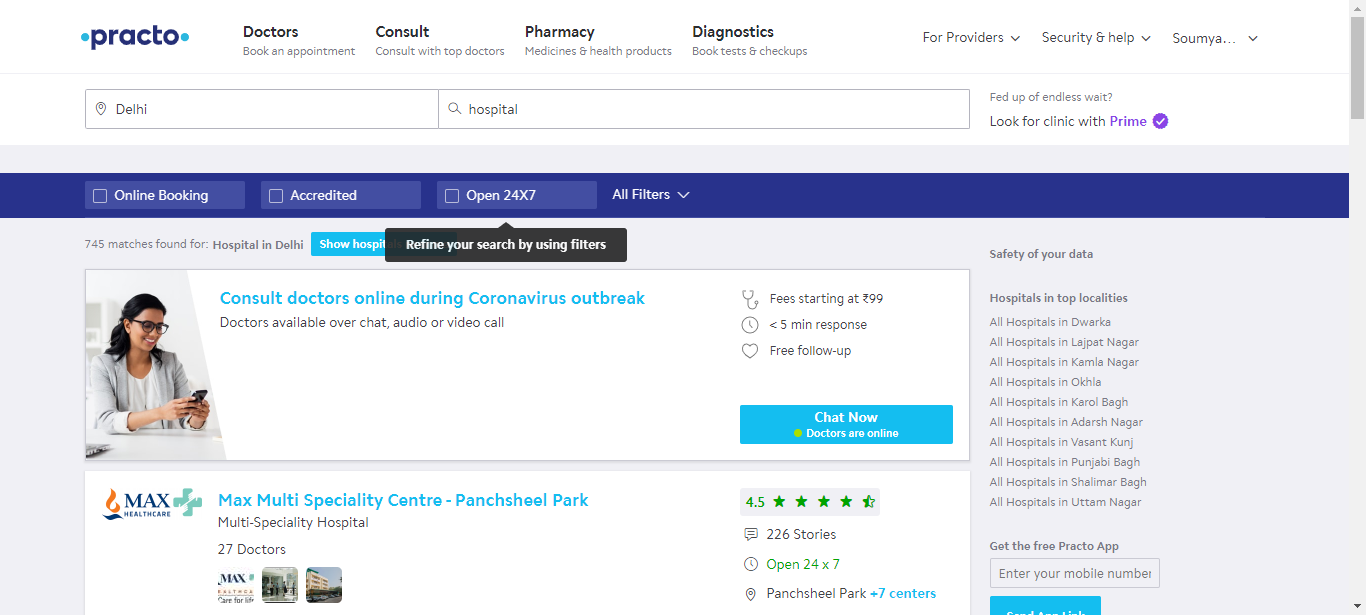 practo
Doctors
Book an appointment
Consult
Consult with top doctors
Pharmacy
Medicines & health products
Diagnostics
Book tests & checkups
For Providers
Security & help
Soumya...
Delhi
hospital
Fed up of endless wait?
Look for clinic with Prime
Online Booking
Accredited
Open 24X7
All Filters
745 matches found for: Hospital in Delhi
Show
Refine your search by using filters
Consult doctors online during Coronavirus outbreak
Doctors available over chat, audio or video call
Fees starting at ₹99
< 5 min response
Free follow-up
Chat Now
Doctors are online
MAX
HEALTHCARE
Max Multi Speciality Centre - Panchsheel Park
Multi-Speciality Hospital
27 Doctors
MAX
4.5
226 Stories
Open 24 x 7
Panchsheel Park +7 centers
Safety of your data
Hospitals in top localities
All Hospitals in Dwarka
All Hospitals in Lajpat Nagar
All Hospitals in Kamla Nagar
All Hospitals in Okhla
All Hospitals in Karol Bagh
All Hospitals in Adarsh Nagar
All Hospitals in Vasant Kunj
All Hospitals in Punjabi Bagh
All Hospitals in Shalimar Bagh
All Hospitals in Uttam Nagar
Get the free Practo App
Enter your mobile number
Send App Link